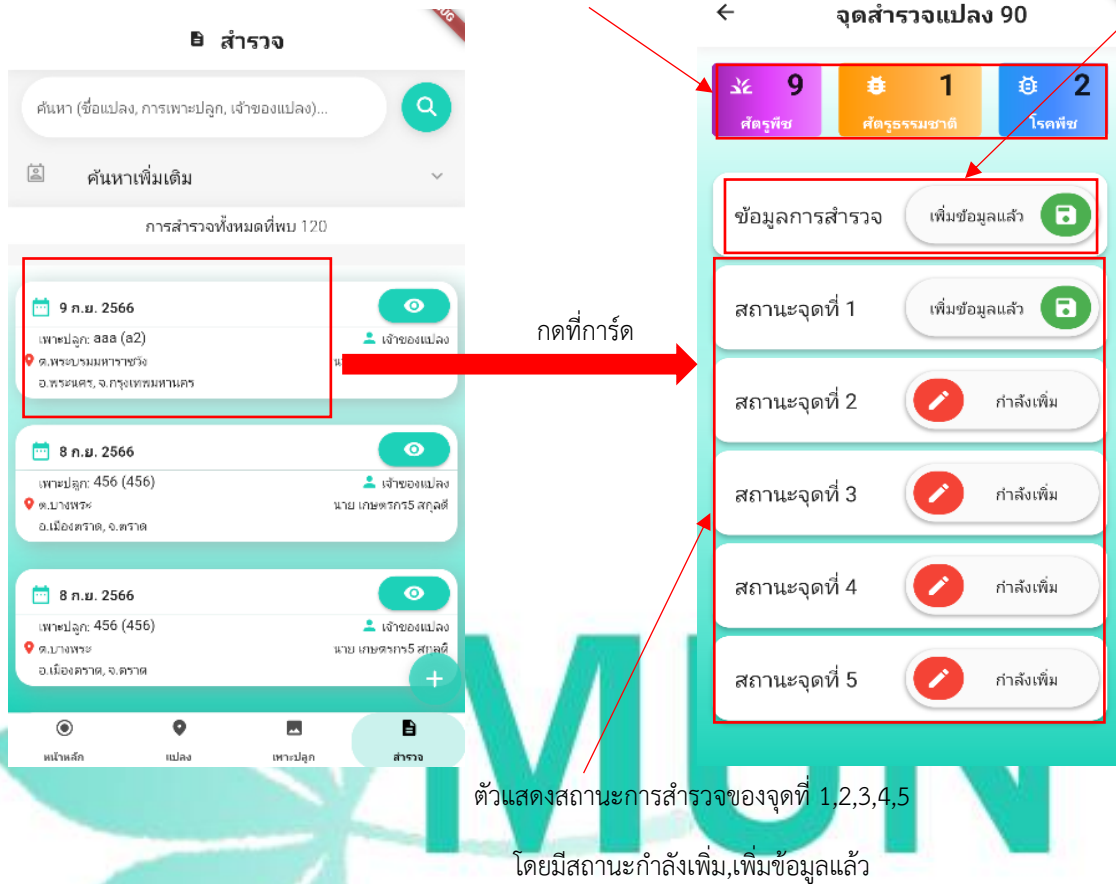 สำรวจ
ค้นหา (ชื่อแปลง, การเพาะปลูก, เจ้าของแปลง)...
ค้นหาเพิ่มเติม
การสำรวจทั้งหมดที่พบ 120
9 ก.ย. 2566
เพาะปลูก: aaa (a2)
เจ้าของแปลง
ต.พระบรมมหาราชวัง
อ.พระนคร, จ.กรุงเทพมหานคร
8 ก.ย. 2566
เพาะปลูก: 456 (456)
เจ้าของแปลง
ต.บางพระ
นาย เกษตรกร5 สกุลดี
อ.เมืองตราด, จ.ตราด
8 ก.ย. 2566
เพาะปลูก: 456 (456)
เจ้าของแปลง
ต.บางพระ
นาย เกษตรกร5 สกุลดี
อ.เมืองตราด, จ.ตราด
หน้าหลัก
แปลง
เพาะปลูก
สำรวจ
กดที่การ์ด
จุดสำรวจแปลง 90
9
ศัตรูพืช
1
ศัตรูธรรมชาติ
2
โรคพืช
ข้อมูลการสำรวจ
เพิ่มข้อมูลแล้ว
สถานะจุดที่ 1
เพิ่มข้อมูลแล้ว
สถานะจุดที่ 2
กำลังเพิ่ม
สถานะจุดที่ 3
กำลังเพิ่ม
สถานะจุดที่ 4
กำลังเพิ่ม
สถานะจุดที่ 5
กำลังเพิ่ม
ตัวแสดงสถานะการสำรวจของจุดที่ 1,2,3,4,5
โดยมีสถานะกำลังเพิ่ม,เพิ่มข้อมูลแล้ว
MUN